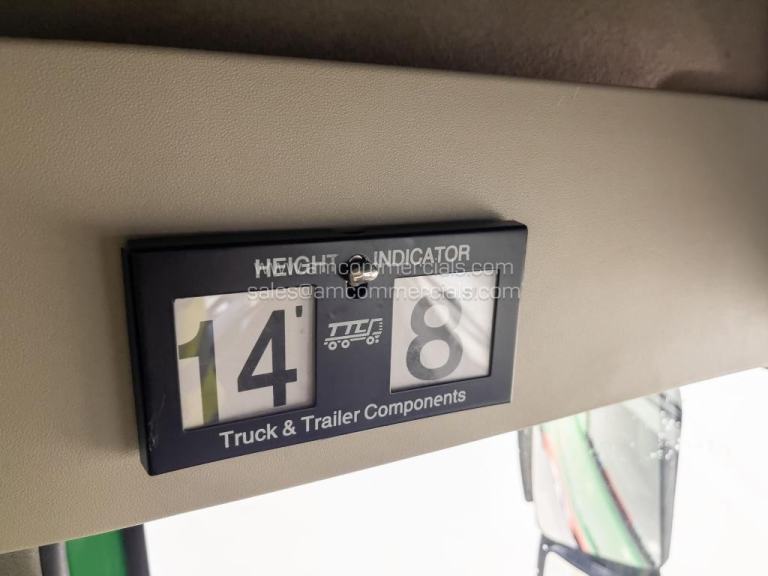 HEIGHT INDICATOR
www.amcommercials.com
sales@amcommercials.com
14' 8
TTC
Truck & Trailer Components